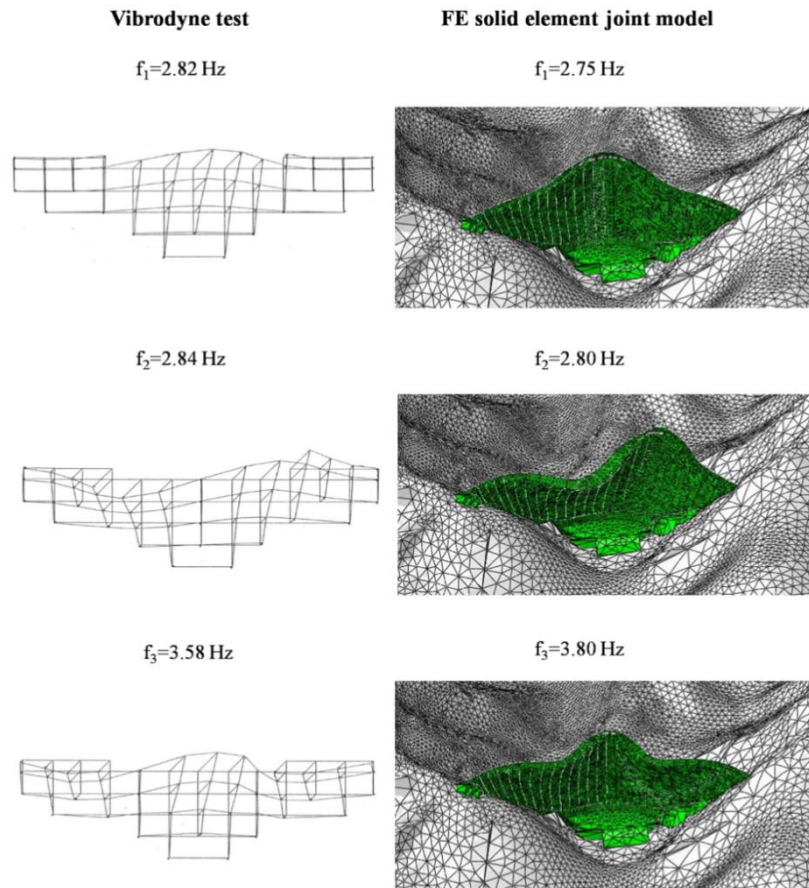 Vibrodyne test
FE solid element joint model
f₁=2.82 Hz
f₁=2.75 Hz
f₂=2.84 Hz
f₂=2.80 Hz
f₃=3.58 Hz
f₃=3.80 Hz